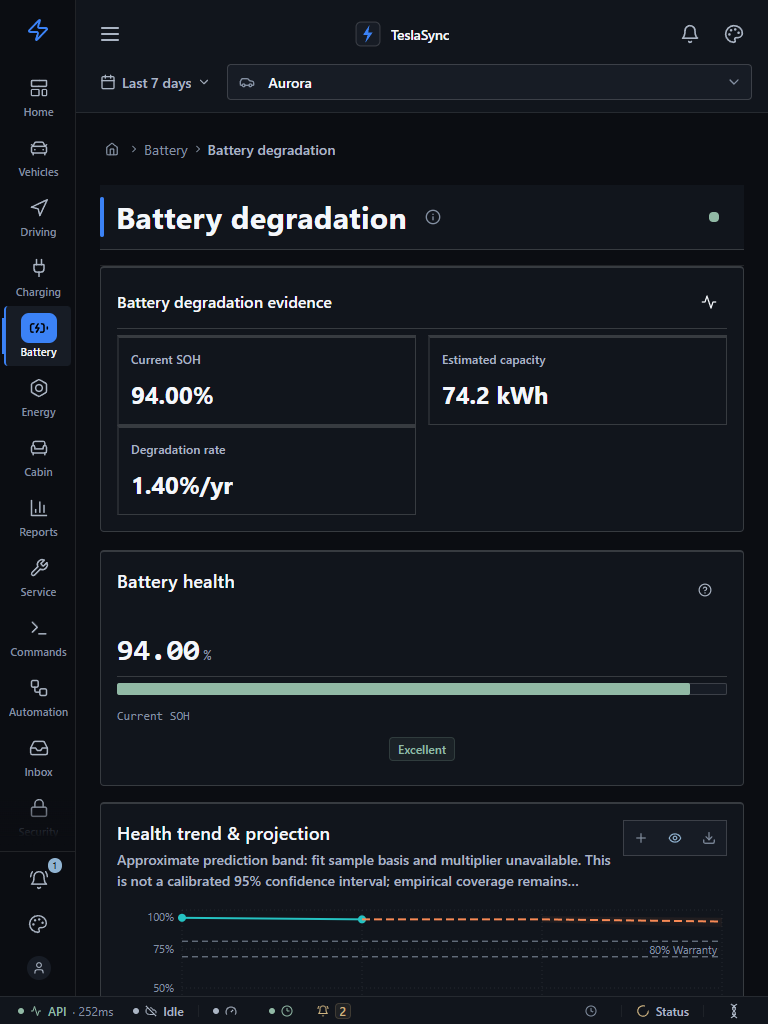 TeslaSync
Last 7 days
Aurora
Home
Vehicles
Driving
Charging
Battery
Energy
Cabin
Reports
Service
Commands
Automation
Inbox
Security
1
Battery
Battery degradation
Battery degradation
Battery degradation evidence
Current SOH
94.00%
Estimated capacity
74.2 kWh
Degradation rate
1.40%/yr
Battery health
94.00%
Current SOH
Excellent
Health trend & projection
Approximate prediction band: fit sample basis and multiplier unavailable. This
is not a calibrated 95% confidence interval; empirical coverage remains...
100%
75%
80% Warranty
50%
API · 252ms
Idle
2
Status